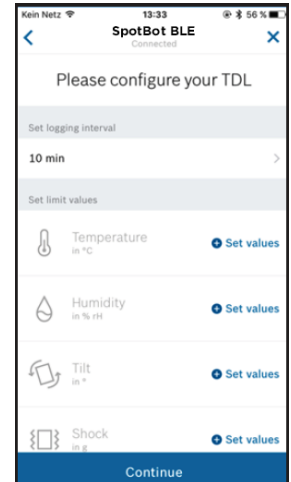 Kein Netz 13:33 56 %
SpotBot BLE
Connected
Please configure your TDL
Set logging interval
10 min
Set limit values
Temperature
in °C
Set values
Humidity
in % rH
Set values
Tilt
in °
Set values
Shock
in g
Set values
Continue